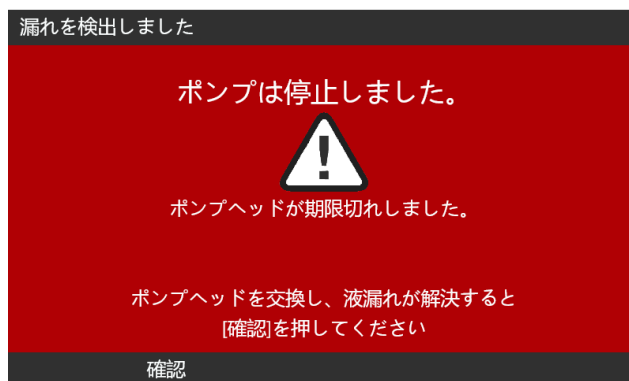 漏れを検出しました
ポンプは停止しました。
ポンプヘッドが期限切れしました。
ポンプヘッドを交換し、液漏れが解決すると
[確認]を押してください
確認